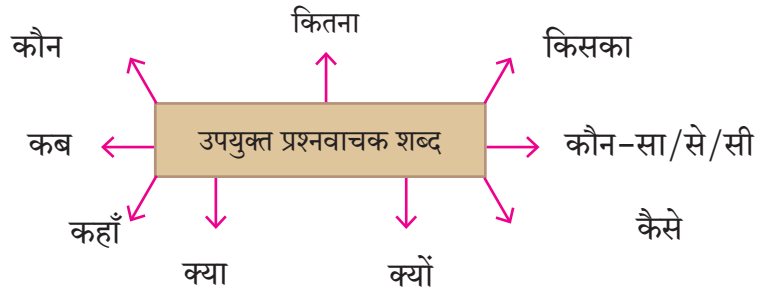 कितना
कौन
किसका
उपयुक्त प्रश्नवाचक शब्द
कब
कौन-सा/से/सी
कहाँ
कैसे
क्या
क्यों